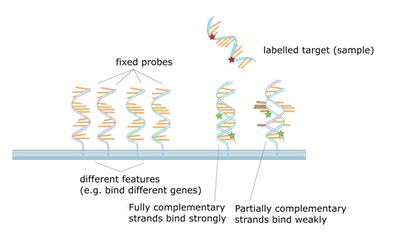 labelled target (sample)
fixed probes
different features
(e.g. bind different genes)
Fully complementary
strands bind strongly
Partially complementary
strands bind weakly